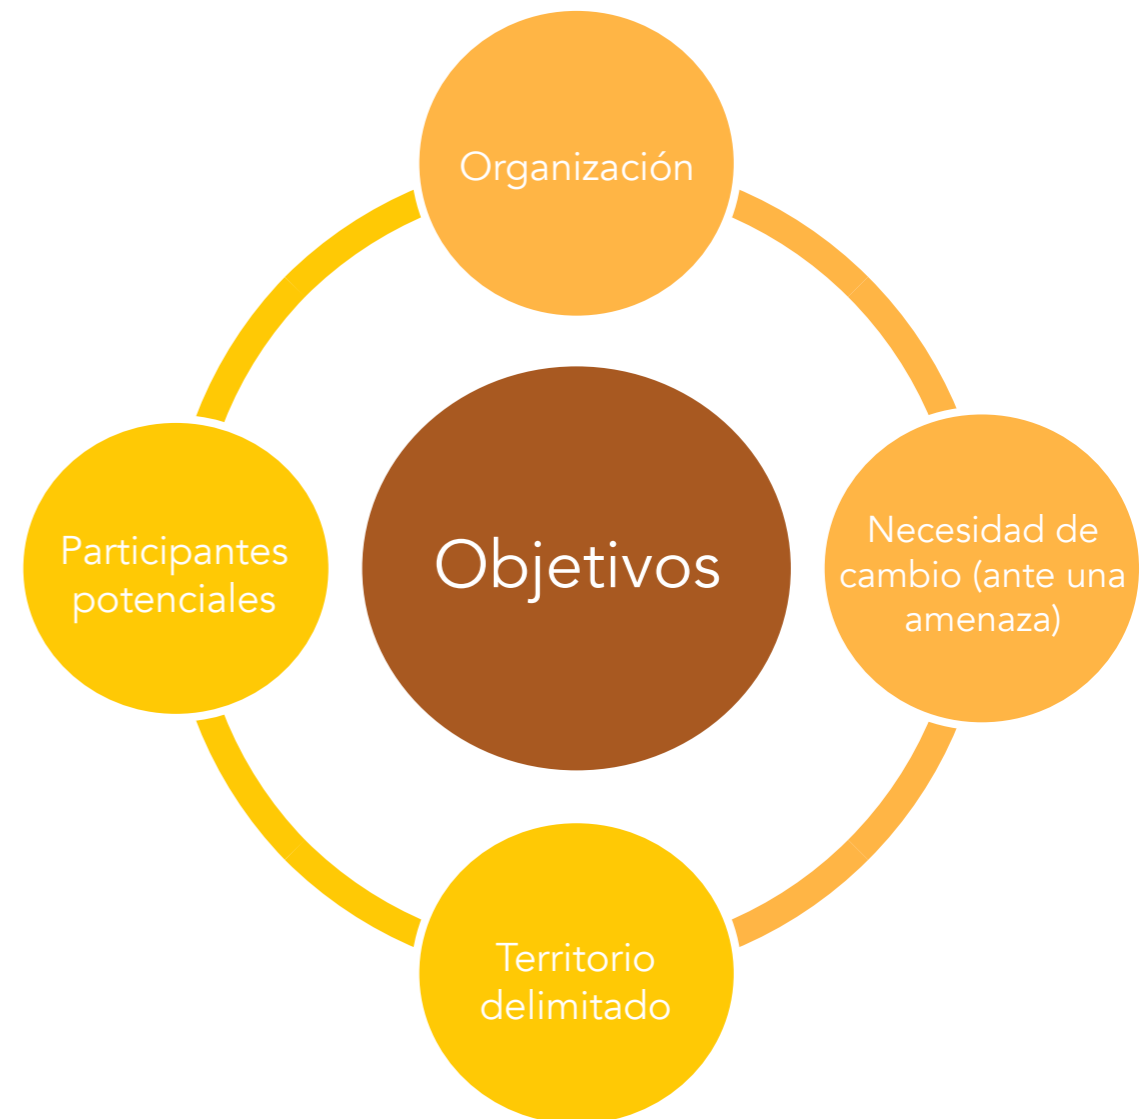 Organización
Participantes
potenciales
Objetivos
Necesidad de
cambio (ante una
amenaza)
Territorio
delimitado